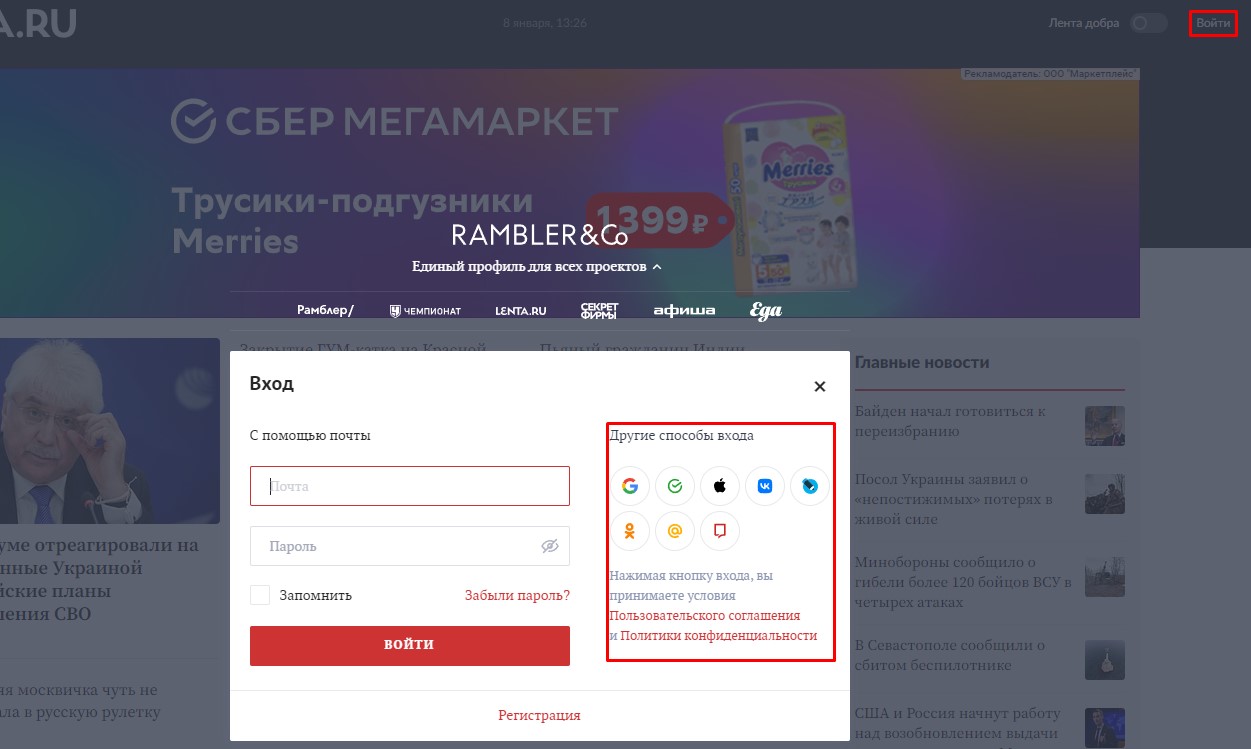 A.RU
8 января, 13:26
Лента добра
Войти
Рекламодатель: ООО "Маркетплейс"
СБЕР МЕГАМАРКЕТ
Трусики-подгузники
Merries
1399₽
Merries
трусики
RAMBLER&Co
Единый профиль для всех проектов
Рамблер/
ЧЕМПИОНАТ
LENTA.RU
СЕКРЕТ
ФИРМЫ
афиша
Еда
Закрытие ГУМ-катка на Красной
Пьяный гражданин Индии
Главные новости
Байден начал готовиться к
переизбранию
Посол Украины заявил о
«непостижимых» потерях в
живой силе
Минобороны сообщило о
гибели более 120 бойцов ВСУ в
четырех атаках
В Севастополе сообщили о
сбитом беспилотнике
США и Россия начнут работу
над возобновлением выдачи
Вход
С помощью почты
Почта
Пароль
Запомнить
Забыли пароль?
ВОЙТИ
Другие способы входа
Нажимая кнопку входа, вы
принимаете условия
Пользовательского соглашения
и Политики конфиденциальности
Регистрация
уме отреагировали на
нные Украиной
йские планы
шения СВО
ня москвичка чуть не
ала в русскую рулетку